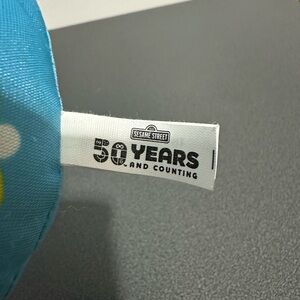 SESAME STREET
50 YEARS
AND COUNTING